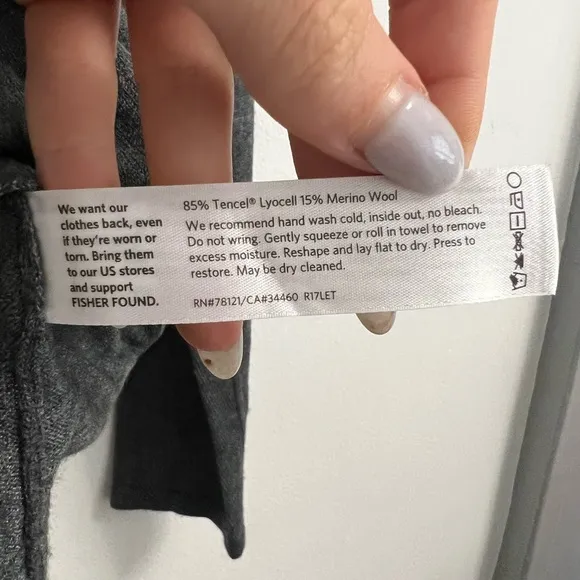 We want our
clothes back, even
if they're worn or
torn. Bring them
to our US stores
and support
FISHER FOUND.
85% Tencel® Lyocell 15% Merino Wool
We recommend hand wash cold, inside out, no bleach.
Do not wring. Gently squeeze or roll in towel to remove
excess moisture. Reshape and lay flat to dry. Press to
restore. May be dry cleaned.
RN#78121/CA#34460 R17LET